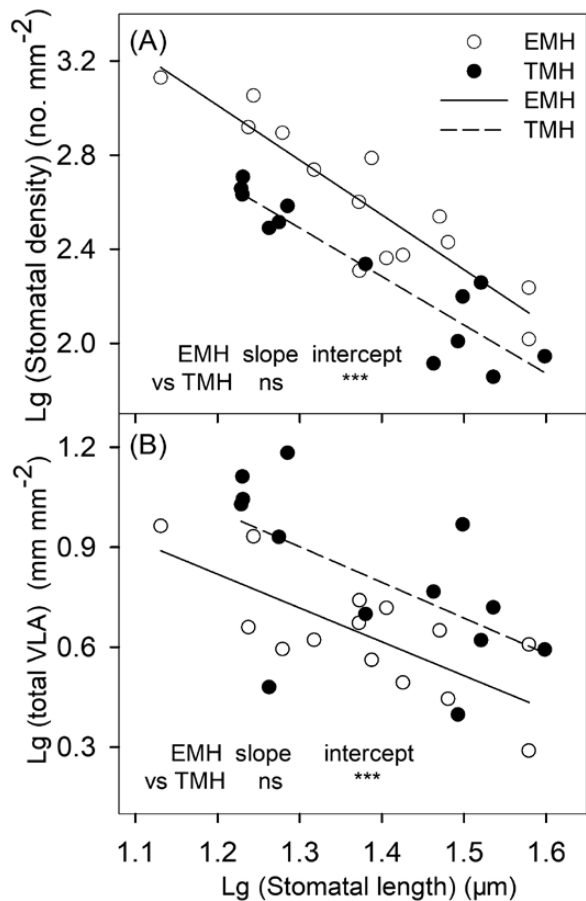 (A)
EMH
TMH
EMH
TMH
Lg (Stomatal density) (no. mm⁻²)
3.2
2.8
2.4
2.0
EMH slope intercept
vs TMH ns ***
(B)
Lg (total VLA) (mm mm⁻²)
1.2
0.9
0.6
0.3
EMH slope intercept
vs TMH ns ***
1.1 1.2 1.3 1.4 1.5 1.6
Lg (Stomatal length) (μm)